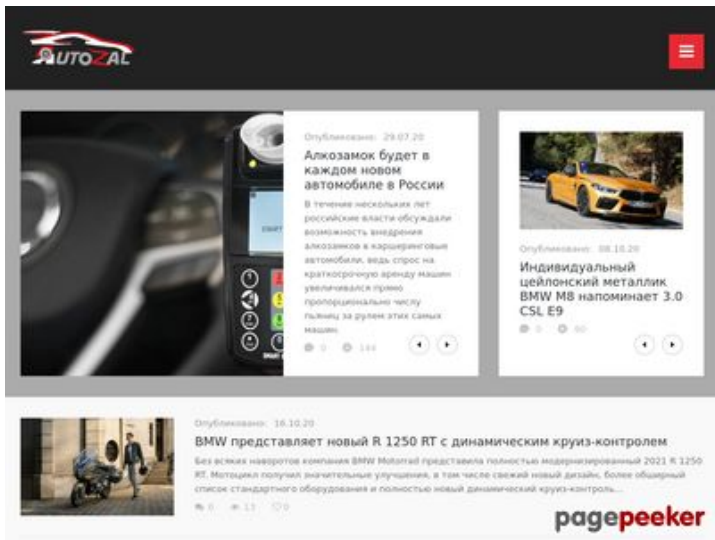 AUTOZAL
Опубликовано: 29.07.20
Алкозамок будет в
каждом новом
автомобиле в России
В течение нескольких лет
российские власти обсуждали
возможность внедрения
алкозамков в каршеринговые
автомобили, ведь спрос на
краткосрочную аренду машин
увеличивался прямо
пропорционально числу
пьяниц за рулем этих самых
машин.
0 144
Опубликовано: 08.10.20
Индивидуальный
цейлонский металлик
BMW M8 напоминает 3.0
CSL E9
0 60
Опубликовано: 16.10.20
BMW представляет новый R 1250 RT с динамическим круиз-контролем
Без всяких наворотов компания BMW Motorrad представила полностью модернизированный 2021 R 1250
RT. Мотоцикл получил значительные улучшения, в том числе свежий новый дизайн, более обширный
список стандартного оборудования и полностью новый динамический круиз-контроль...
0 13 0
pagepeeker